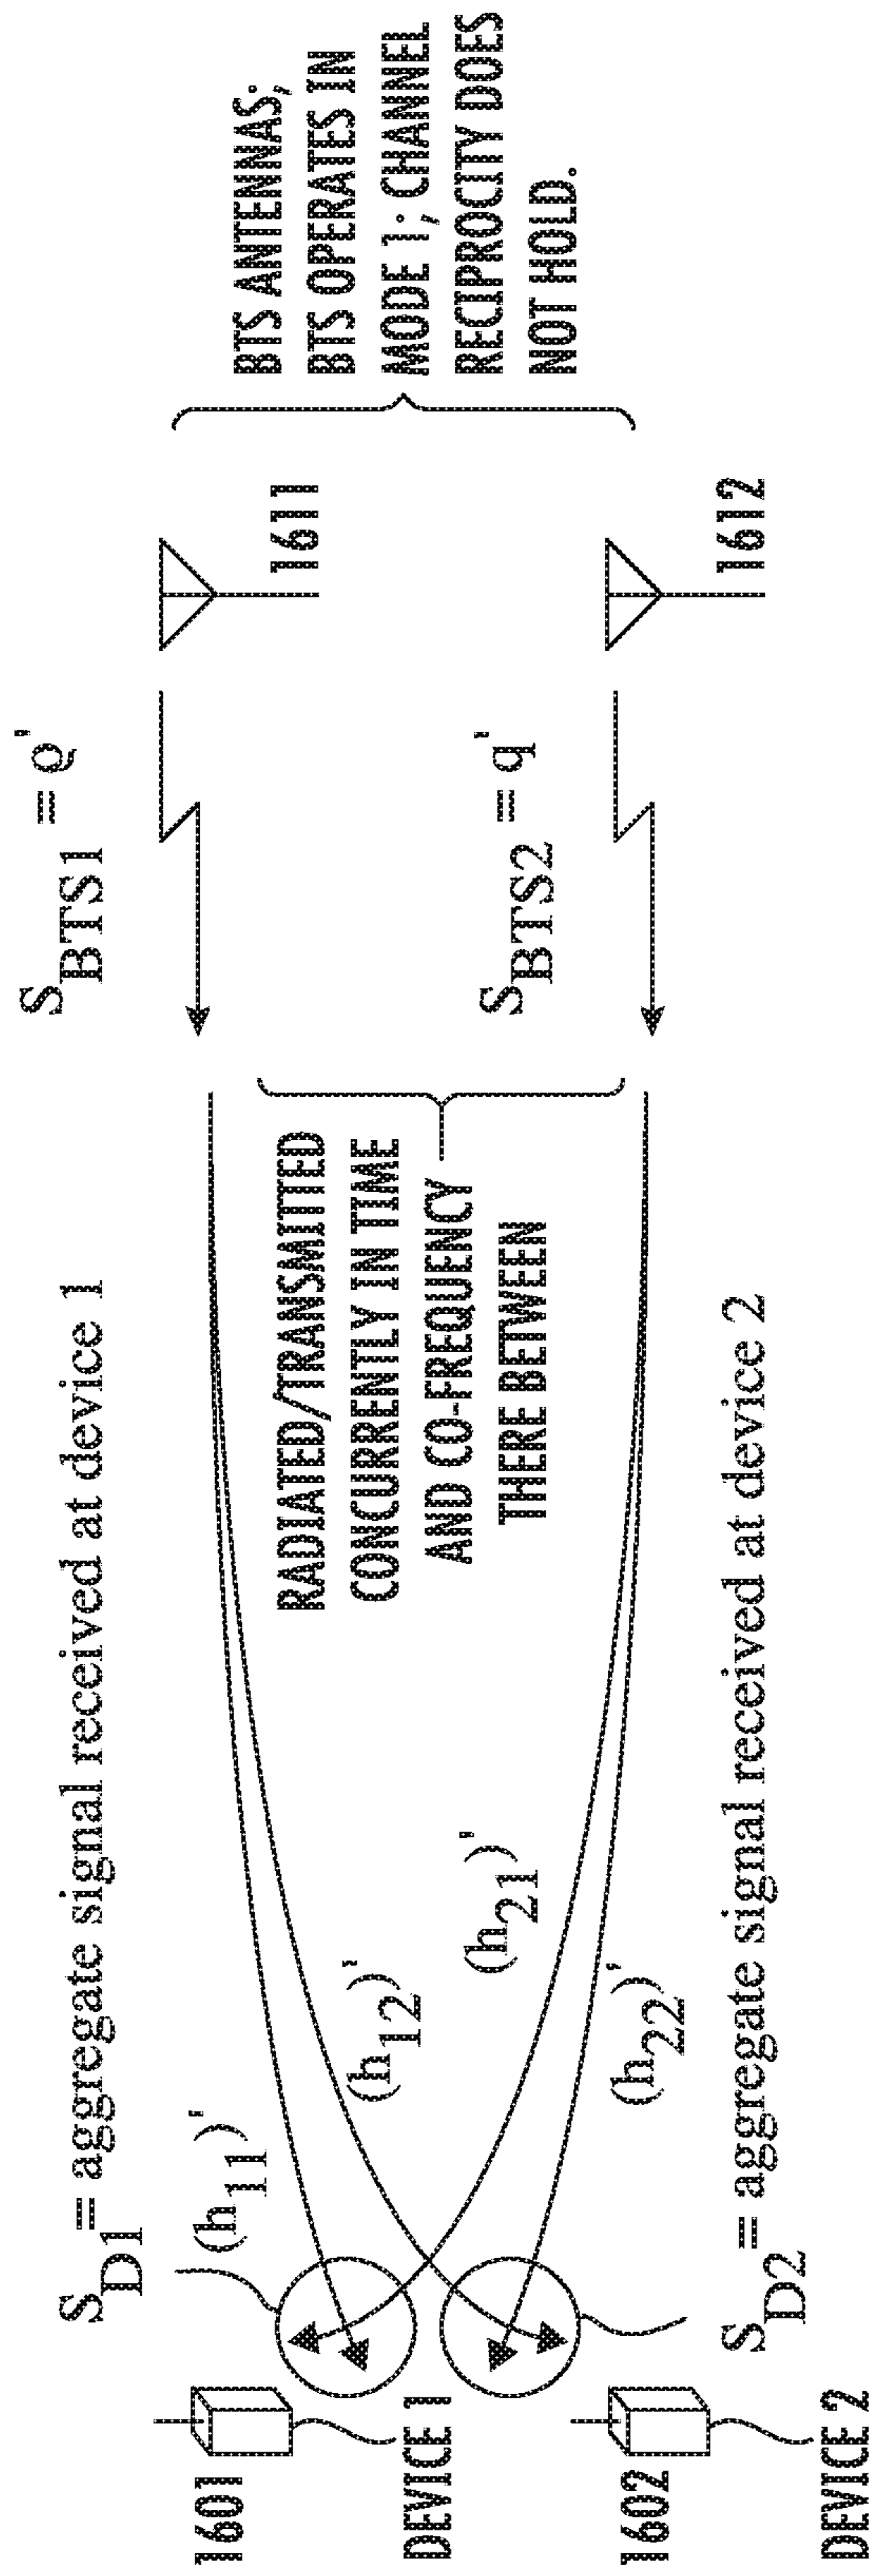 S_BTS1 = ϱ'
S_D1 = aggregate signal received at device 1
1601
DEVICE 1
(h_11)'
(h_12)'
RADIATED/TRANSMITTED
CONCURRENTLY IN TIME
AND CO-FREQUENCY
THERE BETWEEN
1611
BTS ANTENNAS;
BTS OPERATES IN
MODE 1; CHANNEL
RECIPROCITY DOES
NOT HOLD.
(h_21)'
S_BTS2 = q'
(h_22)'
1602
DEVICE 2
S_D2 = aggregate signal received at device 2
1612